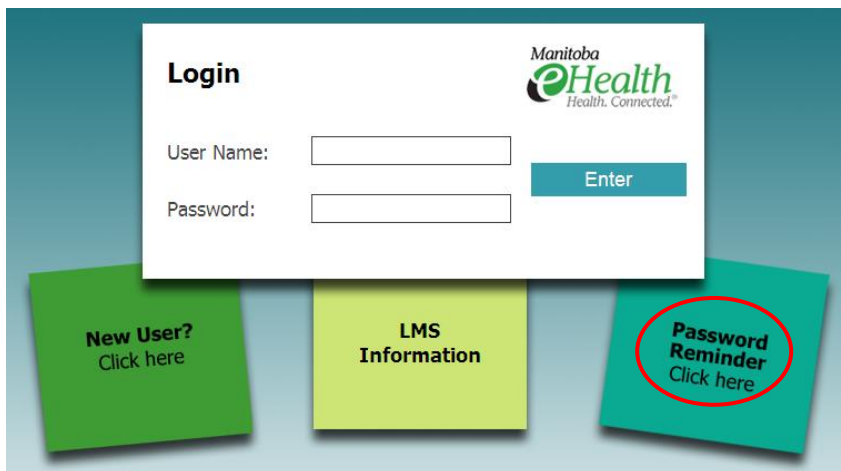 Login
Manitoba
eHealth
Health. Connected.®
User Name:
Enter
Password:
New User?
Click here
LMS
Information
Password
Reminder
Click here